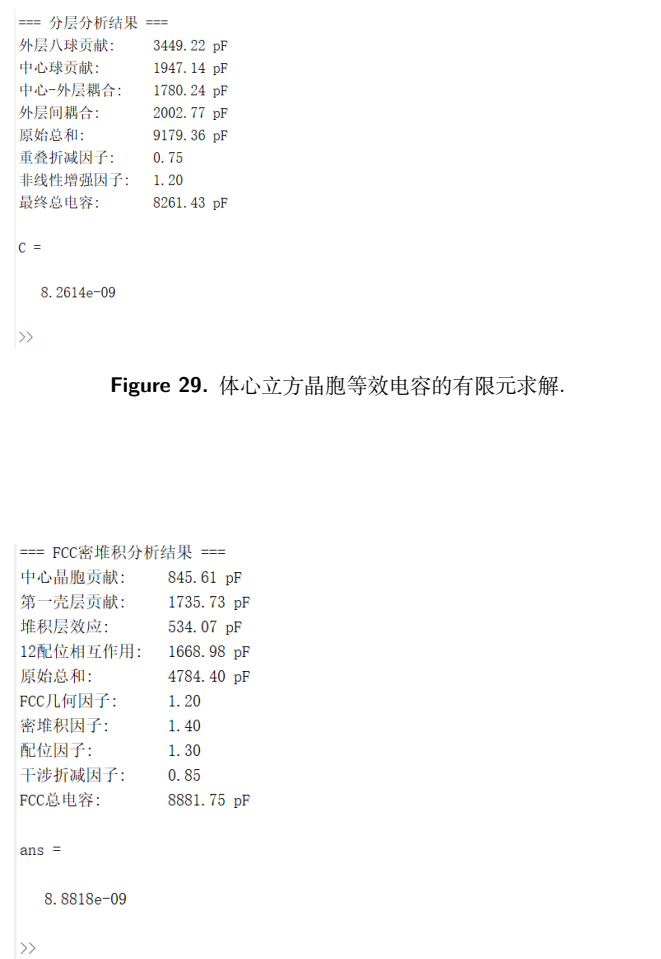 === 分层分析结果 ===
外层八球贡献: 3449.22 pF
中心球贡献: 1947.14 pF
中心-外层耦合: 1780.24 pF
外层间耦合: 2002.77 pF
原始总和: 9179.36 pF
重叠折减因子: 0.75
非线性增强因子: 1.20
最终总电容: 8261.43 pF
C =
8.2614e-09
>>
Figure 29. 体心立方晶胞等效电容的有限元求解.
=== FCC密堆积分析结果 ===
中心晶胞贡献: 845.61 pF
第一壳层贡献: 1735.73 pF
堆积层效应: 534.07 pF
12配位相互作用: 1668.98 pF
原始总和: 4784.40 pF
FCC几何因子: 1.20
密堆积因子: 1.40
配位因子: 1.30
干涉折减因子: 0.85
FCC总电容: 8881.75 pF
ans =
8.8818e-09
>>